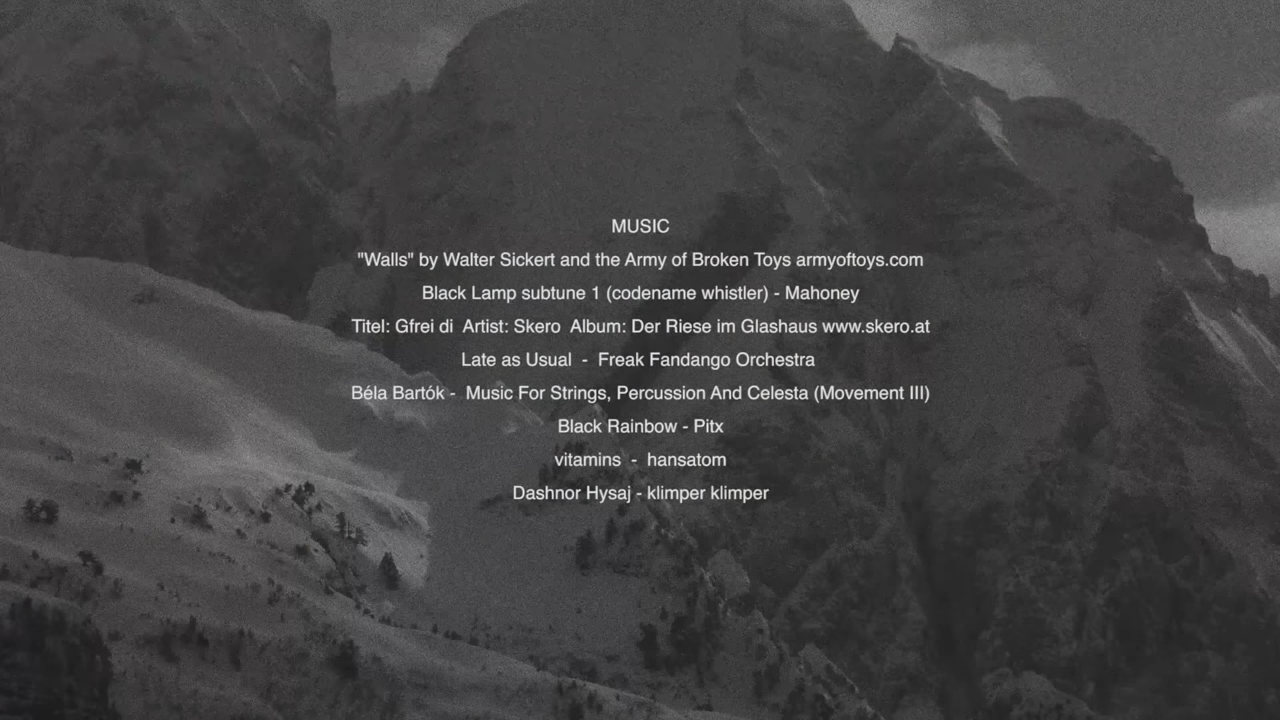 MUSIC
"Walls" by Walter Sickert and the Army of Broken Toys armyoftoys.com
Black Lamp subtune 1 (codename whistler) - Mahoney
Titel: Gfrei di  Artist: Skero  Album: Der Riese im Glashaus www.skero.at
Late as Usual  -  Freak Fandango Orchestra
Béla Bartók -  Music For Strings, Percussion And Celesta (Movement III)
Black Rainbow - Pitx
vitamins  -  hansatom
Dashnor Hysaj - klimper klimper